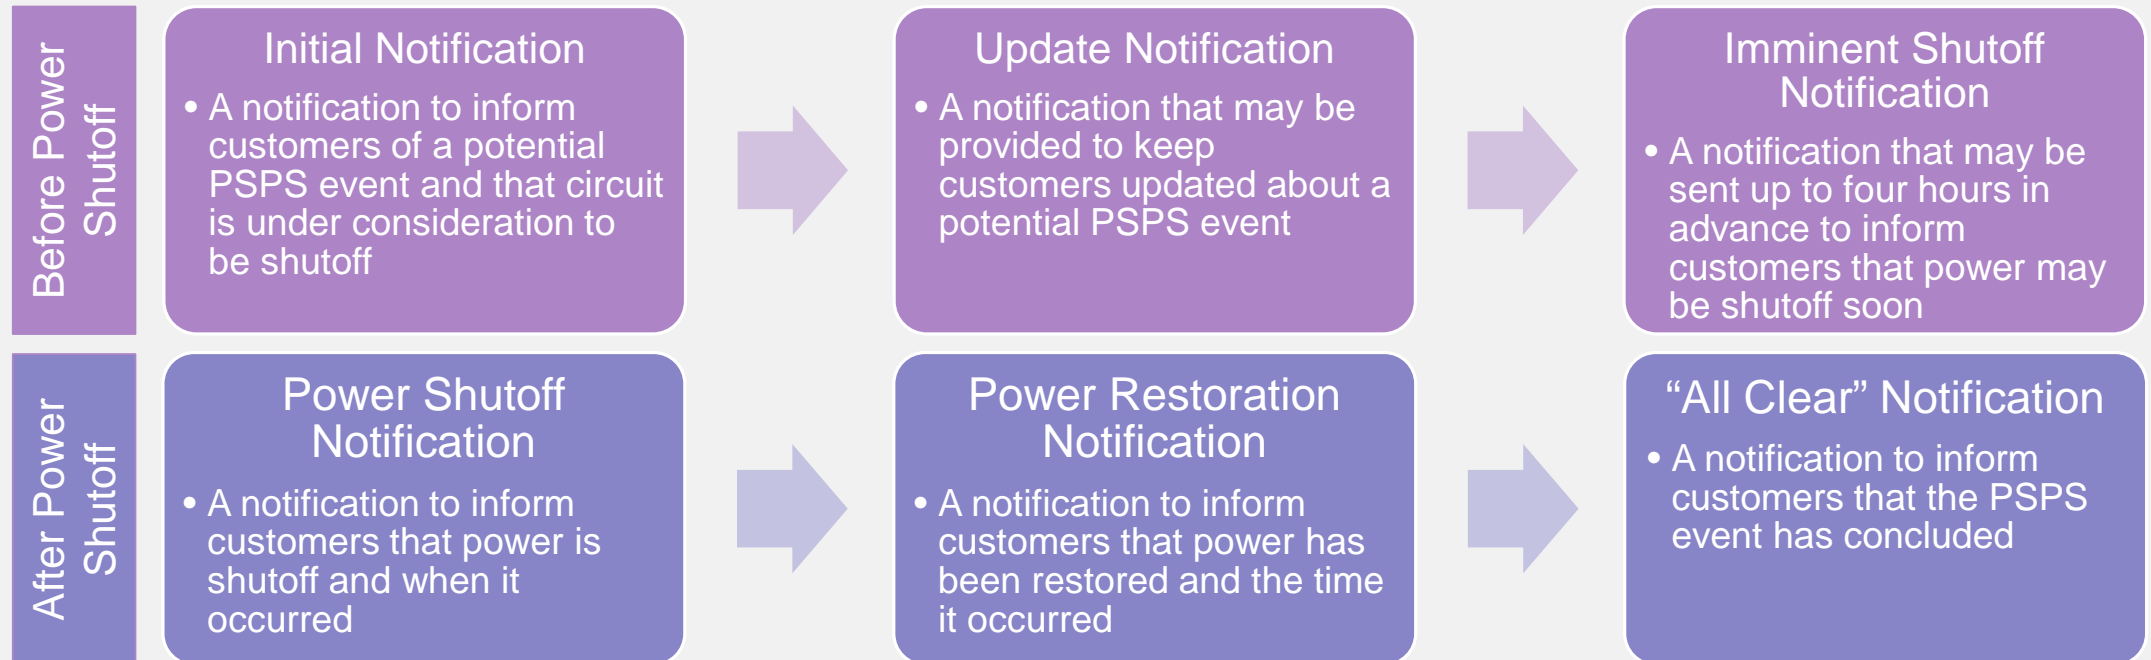 Before Power
Shutoff
Initial Notification
• A notification to inform
customers of a potential
PSPS event and that circuit
is under consideration to
be shutoff
Update Notification
• A notification that may be
provided to keep
customers updated about a
potential PSPS event
Imminent Shutoff
Notification
• A notification that may be
sent up to four hours in
advance to inform
customers that power may
be shutoff soon
After Power
Shutoff
Power Shutoff
Notification
• A notification to inform
customers that power is
shutoff and when it
occurred
Power Restoration
Notification
• A notification to inform
customers that power has
been restored and the time
it occurred
“All Clear” Notification
• A notification to inform
customers that the PSPS
event has concluded